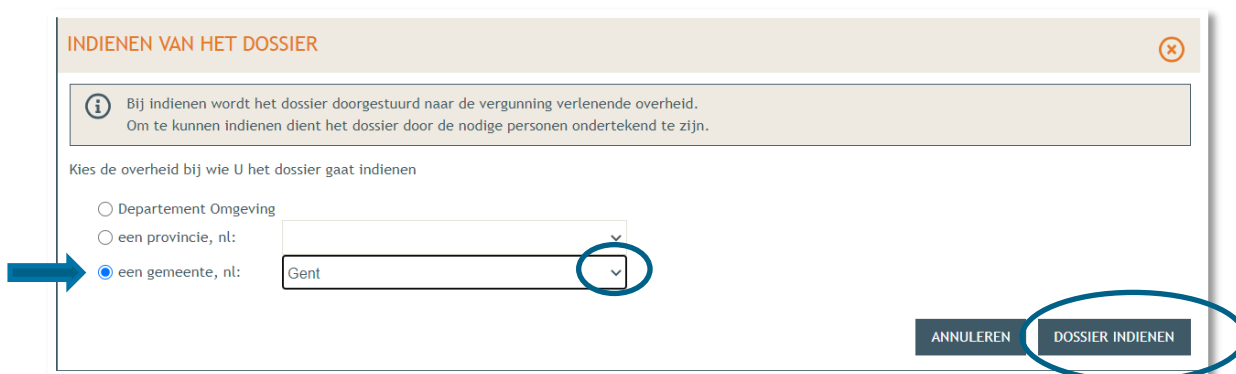 INDIENEN VAN HET DOSSIER
Bij indienen wordt het dossier doorgestuurd naar de vergunning verlenende overheid.
Om te kunnen indienen dient het dossier door de nodige personen ondertekend te zijn.
Kies de overheid bij wie U het dossier gaat indienen
Departement Omgeving
een provincie, nl:
een gemeente, nl: Gent
ANNULEREN DOSSIER INDIENEN